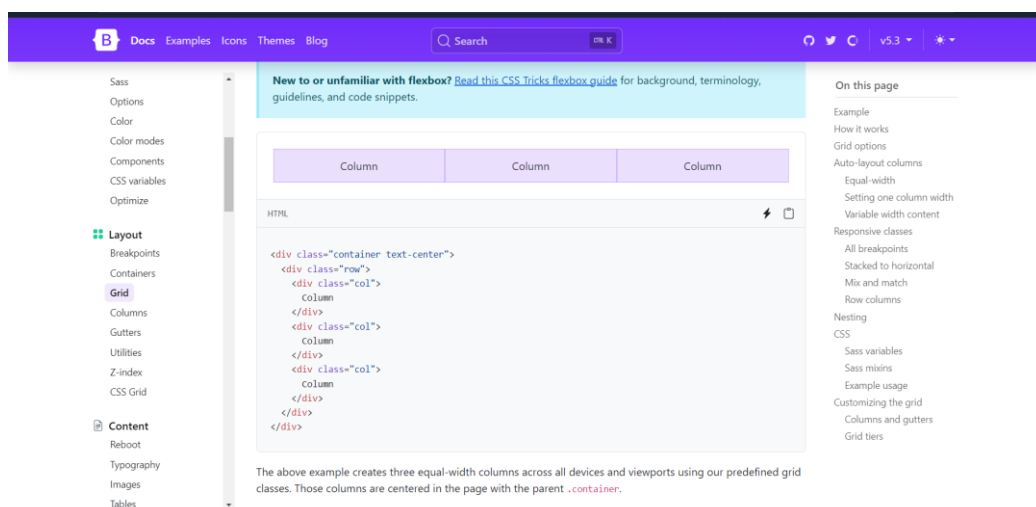 B Docs Examples Icons Themes Blog
Search
CTRL K
v5.3
Sass
Options
Color
Color modes
Components
CSS variables
Optimize
Layout
Breakpoints
Containers
Grid
Columns
Gutters
Utilities
Z-index
CSS Grid
Content
Reboot
Typography
Images
Tables
New to or unfamiliar with flexbox? Read this CSS Tricks flexbox guide for background, terminology,
guidelines, and code snippets.
Column Column Column
HTML
<div class="container text-center">
<div class="row">
<div class="col">
Column
</div>
<div class="col">
Column
</div>
<div class="col">
Column
</div>
</div>
</div>
The above example creates three equal-width columns across all devices and viewports using our predefined grid
classes. Those columns are centered in the page with the parent .container.
On this page
Example
How it works
Grid options
Auto-layout columns
Equal-width
Setting one column width
Variable width content
Responsive classes
All breakpoints
Stacked to horizontal
Mix and match
Row columns
Nesting
CSS
Sass variables
Sass mixins
Example usage
Customizing the grid
Columns and gutters
Grid tiers